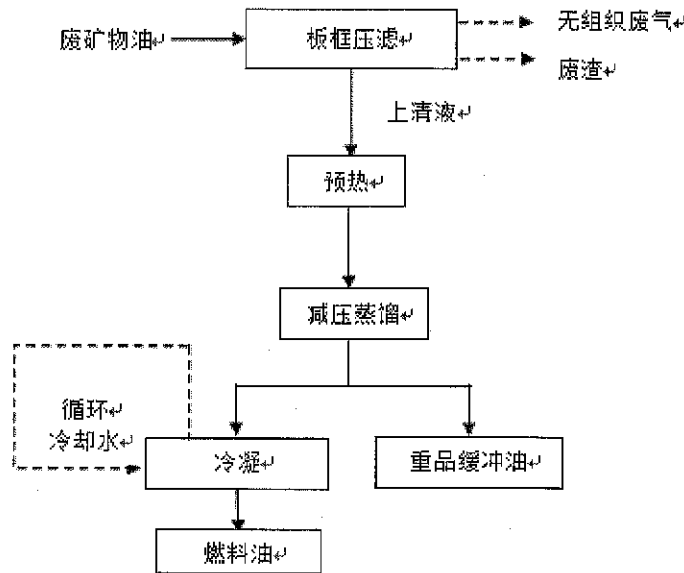 无组织废气
废矿物油
板框压滤
废渣
上清液
预热
减压蒸馏
循环
冷却水
冷凝
重品缓冲油
燃料油